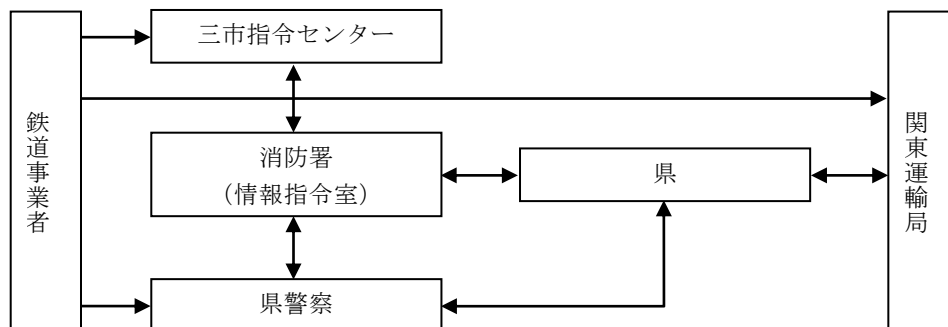 三市指令センター
鉄道事業者
消防署
（情報指令室）
県
関東運輸局
県警察